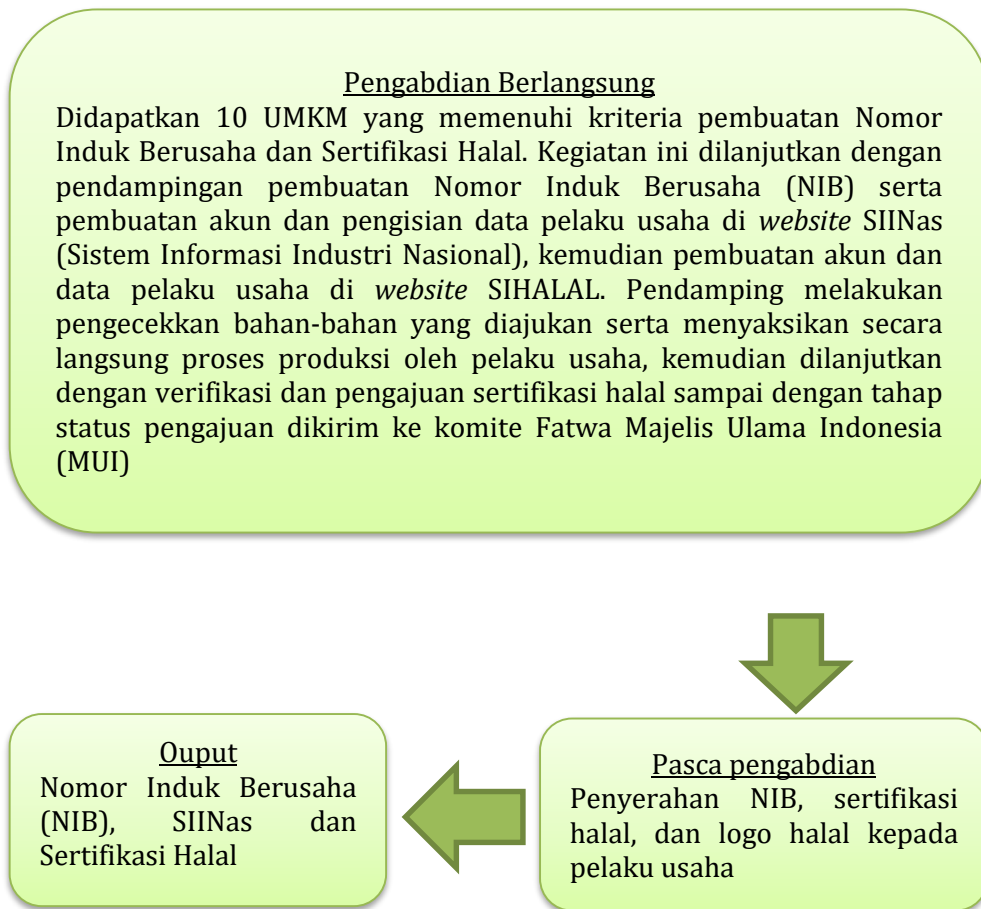 Pengabdian Berlangsung
Didapatkan 10 UMKM yang memenuhi kriteria pembuatan Nomor
Induk Berusaha dan Sertifikasi Halal. Kegiatan ini dilanjutkan dengan
pendampingan pembuatan Nomor Induk Berusaha (NIB) serta
pembuatan akun dan pengisian data pelaku usaha di website SIINas
(Sistem Informasi Industri Nasional), kemudian pembuatan akun dan
data pelaku usaha di website SIHALAL. Pendamping melakukan
pengecekkan bahan-bahan yang diajukan serta menyaksikan secara
langsung proses produksi oleh pelaku usaha, kemudian dilanjutkan
dengan verifikasi dan pengajuan sertifikasi halal sampai dengan tahap
status pengajuan dikirim ke komite Fatwa Majelis Ulama Indonesia
(MUI)
Pasca pengabdian
Penyerahan NIB, sertifikasi
halal, dan logo halal kepada
pelaku usaha
Ouput
Nomor Induk Berusaha
(NIB), SIINas dan
Sertifikasi Halal